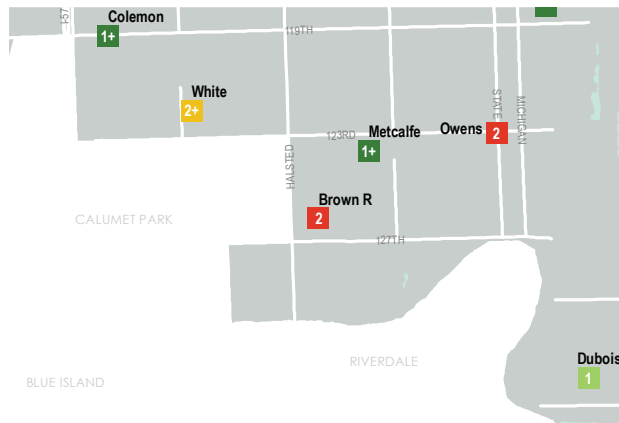 I-57
Colemon
1+
119TH
White
2+
STATE
MICHIGAN
123RD
Metcalfe
1+
Owens
2
HALSTED
Brown R
2
CALUMET PARK
127TH
RIVERDALE
Dubois
1
BLUE ISLAND